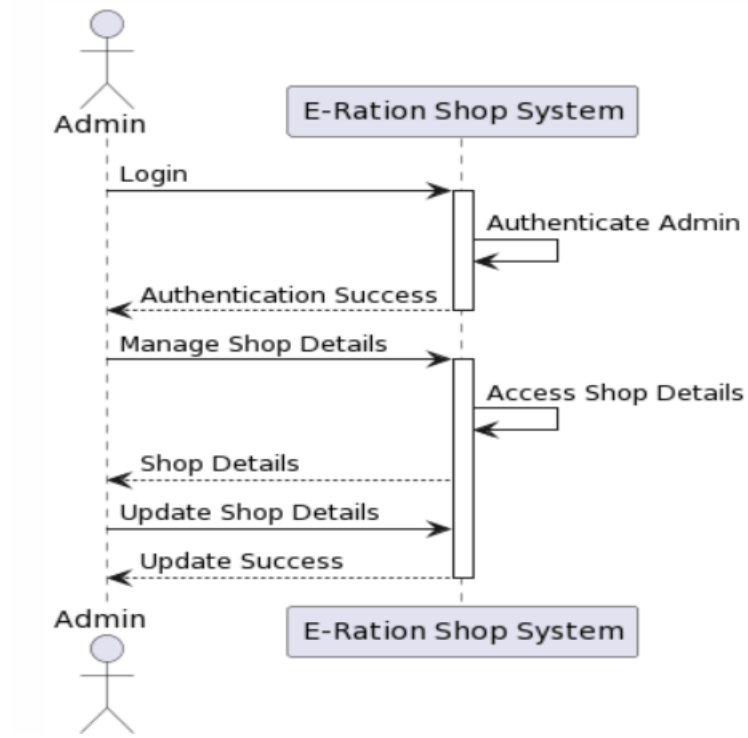 Admin
E-Ration Shop System
Login
Authenticate Admin
Authentication Success
Manage Shop Details
Access Shop Details
Shop Details
Update Shop Details
Update Success
Admin
E-Ration Shop System